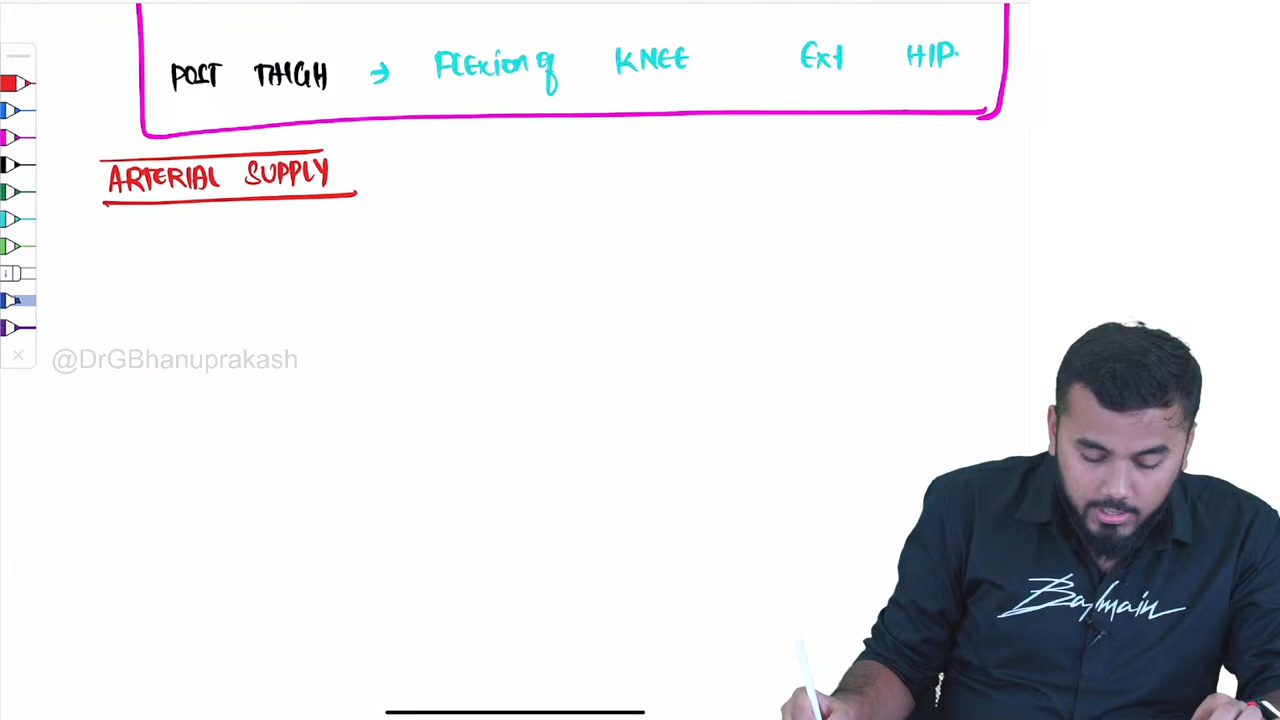 POST THIGH → Flexion of KNEE Ext HIP.
ARTERIAL SUPPLY
@DrGBhanuprakash
Balmain